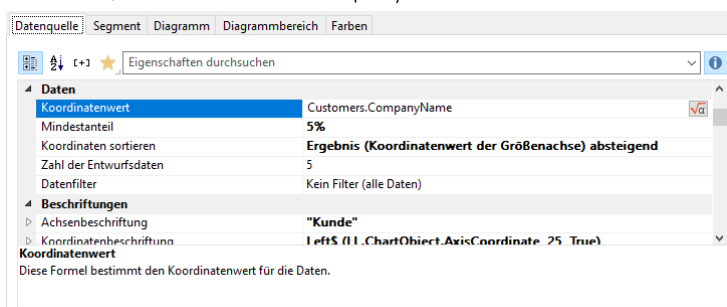 Datenquelle Segment Diagramm Diagrammbereich Farben
Eigenschaften durchsuchen
Daten
Koordinatenwert Customers.CompanyName
Mindestanteil 5%
Koordinaten sortieren Ergebnis (Koordinatenwert der Größenachse) absteigend
Zahl der Entwurfsdaten 5
Datenfilter Kein Filter (alle Daten)
Beschriftungen
Achsenbeschriftung "Kunde"
Koordinatenbeschriftung Left$ (LL.ChartObject.AxisCoordinate, 25, True)
Koordinatenwert
Diese Formel bestimmt den Koordinatenwert für die Daten.